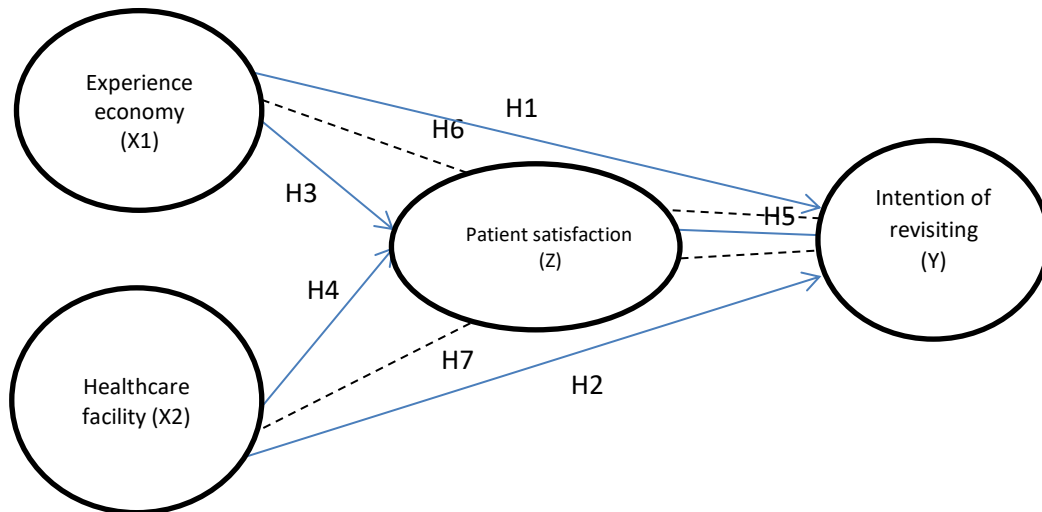 Experience
economy
(X1)
H1
H6
H3
Patient satisfaction
(Z)
H5
Intention of
revisiting
(Y)
H4
H7
H2
Healthcare
facility (X2)